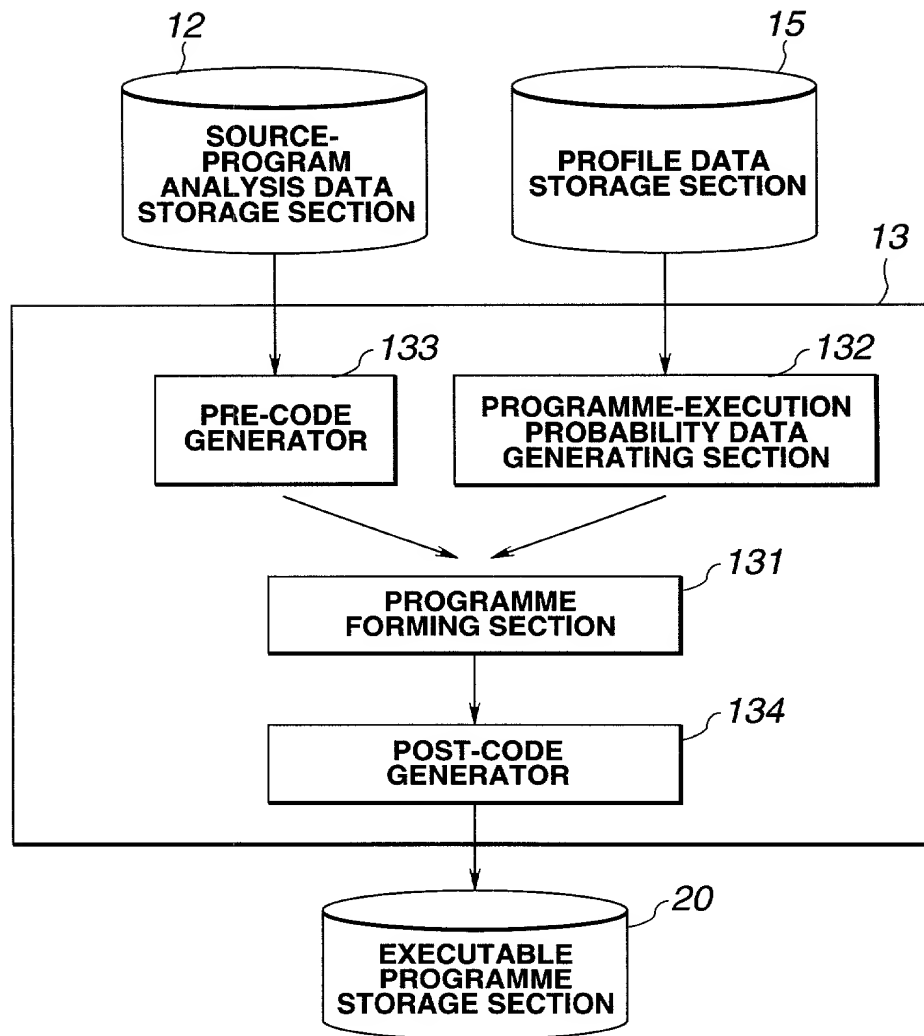 12
15
SOURCE-
PROGRAM
ANALYSIS DATA
STORAGE SECTION
PROFILE DATA
STORAGE SECTION
13
133
132
PRE-CODE
GENERATOR
PROGRAMME-EXECUTION
PROBABILITY DATA
GENERATING SECTION
131
PROGRAMME
FORMING SECTION
134
POST-CODE
GENERATOR
20
EXECUTABLE
PROGRAMME
STORAGE SECTION